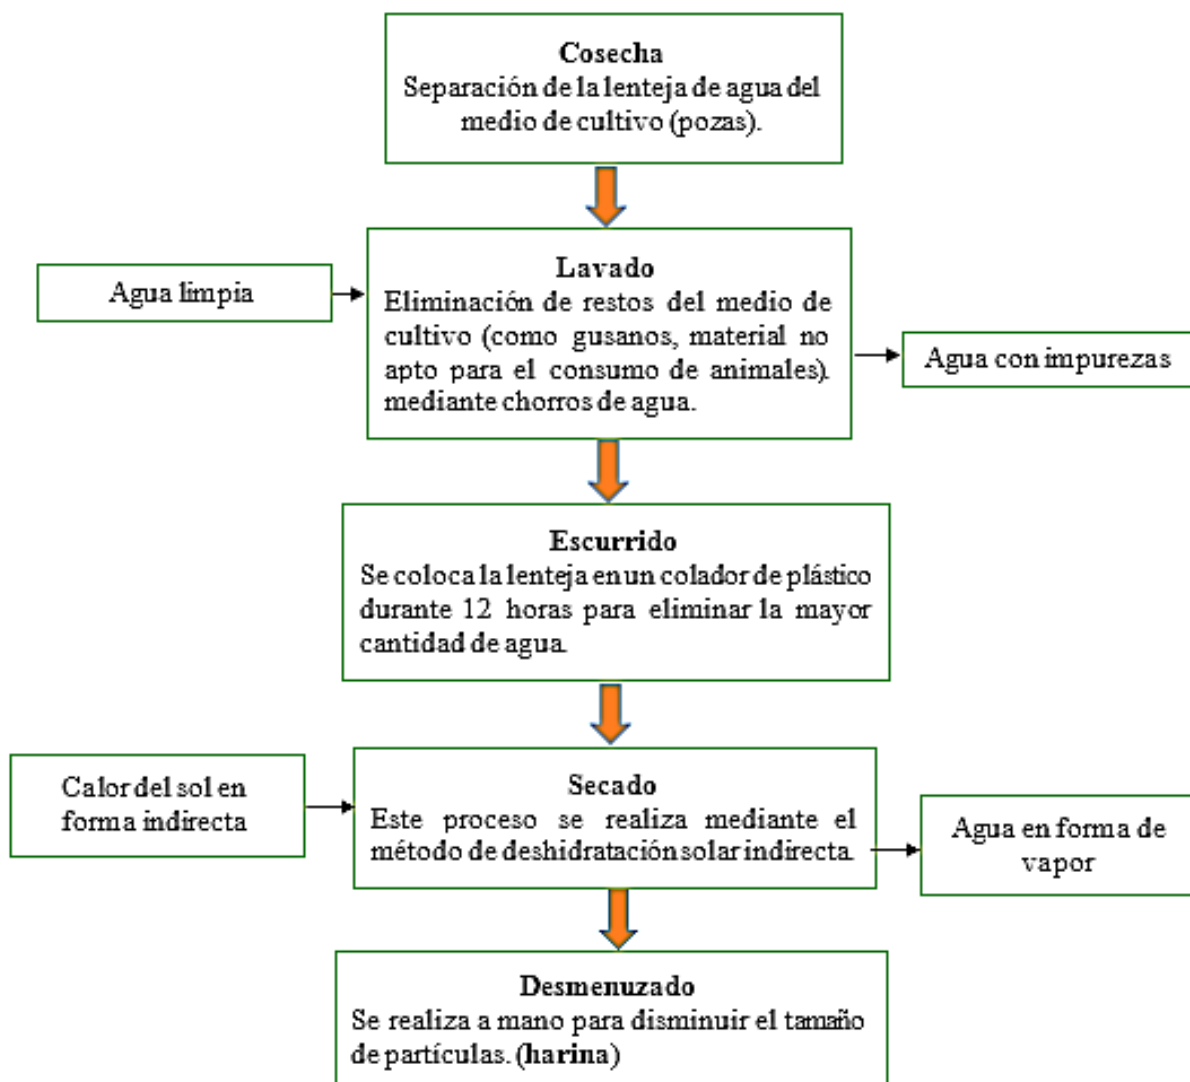 Cosecha
Separación de la lenteja de agua del
medio de cultivo (pozas).
Lavado
Eliminación de restos del medio de
cultivo (como gusanos, material no
apto para el consumo de animales).
mediante chorros de agua.
Agua limpia
Agua con impurezas
Escurrido
Se coloca la lenteja en un colador de plástico
durante 12 horas para eliminar la mayor
cantidad de agua.
Secado
Este proceso se realiza mediante el
método de deshidratación solar indirecta.
Calor del sol en
forma indirecta
Agua en forma de
vapor
Desmenuzado
Se realiza a mano para disminuir el tamaño
de partículas. (harina)